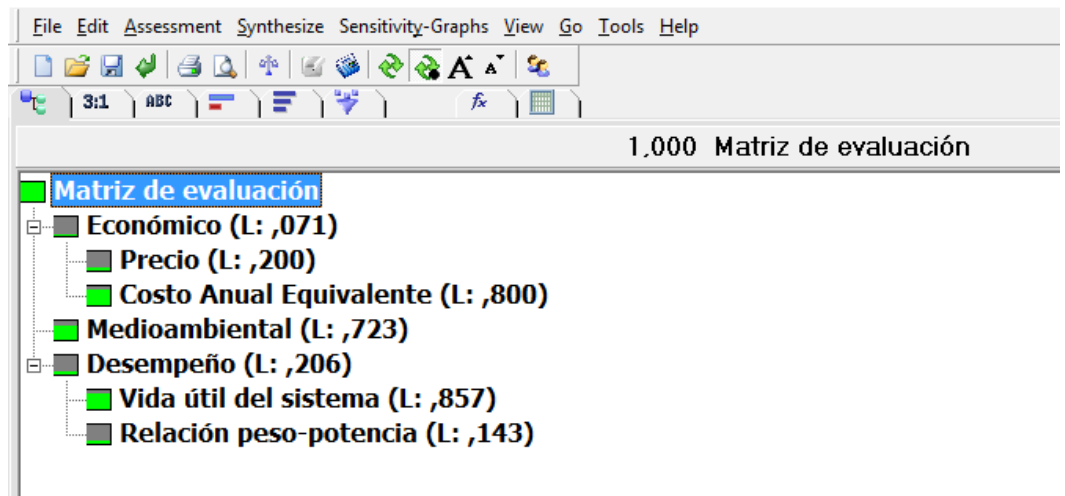 File Edit Assessment Synthesize Sensitivity-Graphs View Go Tools Help
A A
3:1 ABC fx
1,000 Matriz de evaluación
Matriz de evaluación
Económico (L: ,071)
Precio (L: ,200)
Costo Anual Equivalente (L: ,800)
Medioambiental (L: ,723)
Desempeño (L: ,206)
Vida útil del sistema (L: ,857)
Relación peso-potencia (L: ,143)